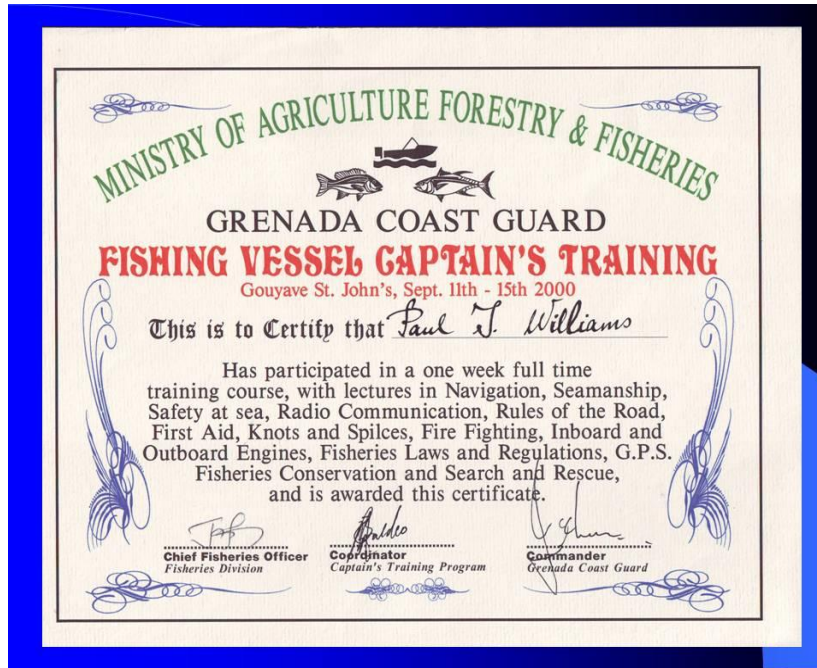 MINISTRY OF AGRICULTURE FORESTRY & FISHERIES
GRENADA COAST GUARD
FISHING VESSEL CAPTAIN'S TRAINING
Gouyave St. John's, Sept. 11th - 15th 2000
This is to Certify that Paul J. Williams
Has participated in a one week full time
training course, with lectures in Navigation, Seamanship,
Safety at sea, Radio Communication, Rules of the Road,
First Aid, Knots and Spilces, Fire Fighting, Inboard and
Outboard Engines, Fisheries Laws and Regulations, G.P.S.
Fisheries Conservation and Search and Rescue,
and is awarded this certificate.
Chief Fisheries Officer Coordinator Commander
Fisheries Division Captain's Training Program Grenada Coast Guard